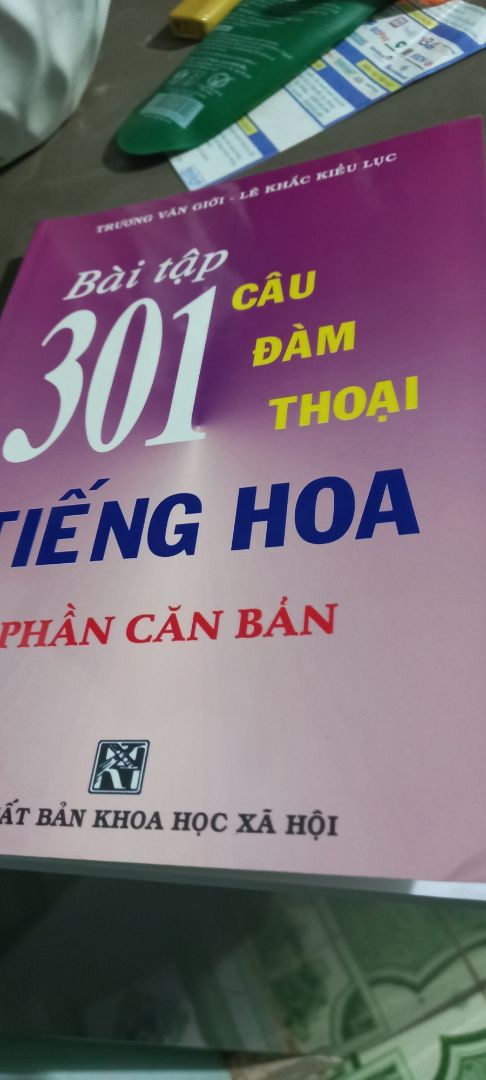 TRƯƠNG VĂN GIỚI - LÊ KHẮC KIỀU LỤC
Bài tập
301 CÂU
ĐÀM
THOẠI
TIẾNG HOA
PHẦN CĂN BẢN
BẢN KHOA HỌC XÃ HỘI